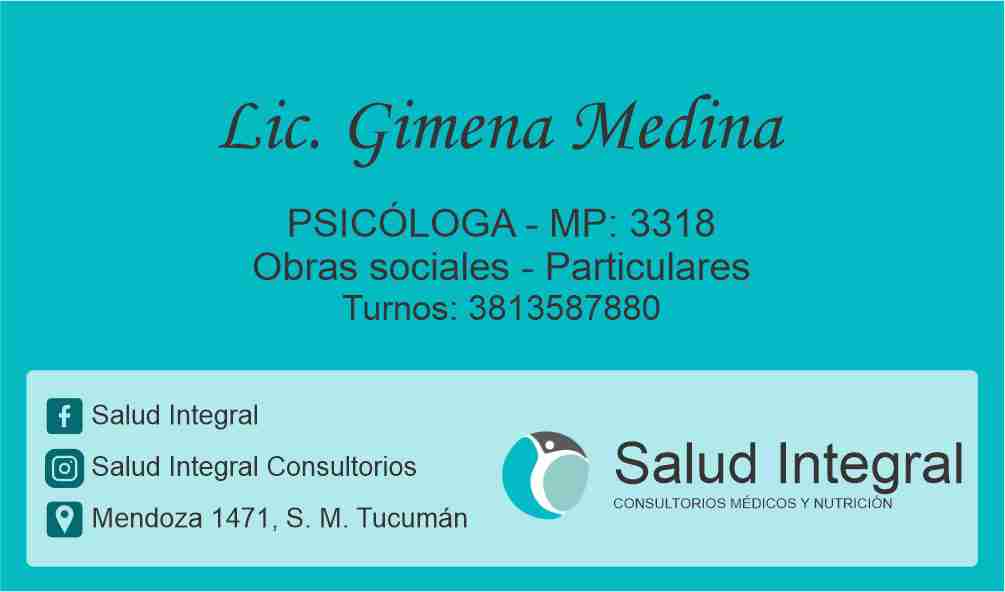 Lic. Gimena Medina
PSICÓLOGA - MP: 3318
Obras sociales - Particulares
Turnos: 3813587880
Salud Integral
Salud Integral Consultorios
Mendoza 1471, S. M. Tucumán
Salud Integral
CONSULTORIOS MÉDICOS Y NUTRICIÓN